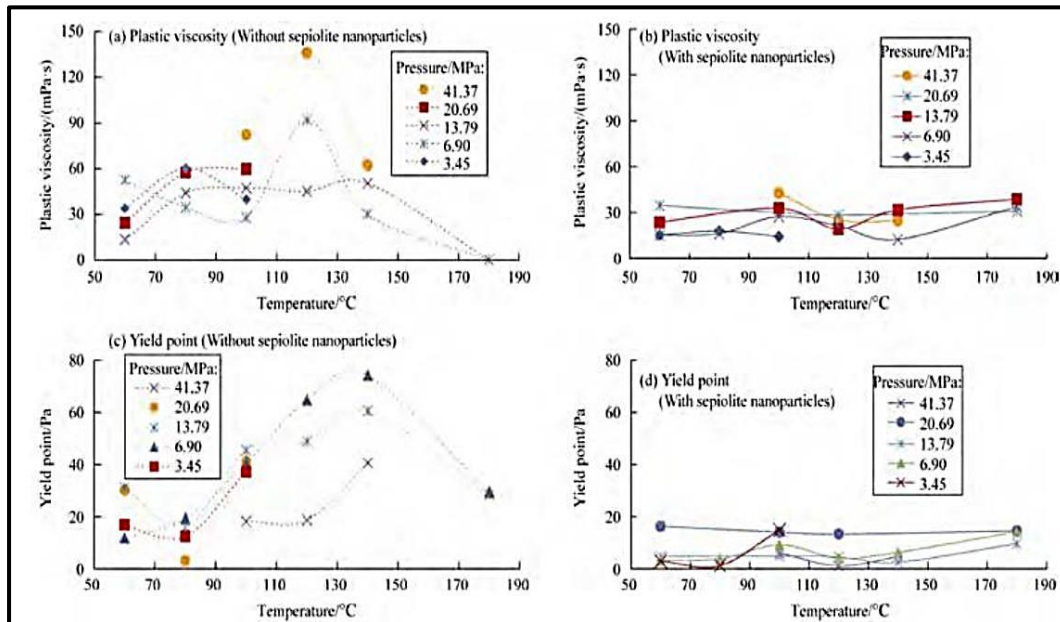 (a) Plastic viscosity (Without sepiolite nanoparticles)
150
120
90
60
30
0
Plastic viscosity/(mPa·s)
Pressure/MPa:
41.37
20.69
13.79
6.90
3.45
50 70 90 110 130 150 170 190
Temperature/°C
(b) Plastic viscosity
(With sepiolite nanoparticles)
150
120
90
60
30
0
Plastic viscosity/(mPa·s)
Pressure/MPa:
41.37
20.69
13.79
6.90
3.45
50 70 90 110 130 150 170 190
Temperature/°C
(c) Yield point (Without sepiolite nanoparticles)
80
60
40
20
0
Yield point/Pa
Pressure/MPa:
41.37
20.69
13.79
6.90
3.45
50 70 90 110 130 150 170 190
Temperature/°C
(d) Yield point
(With sepiolite nanoparticles)
80
60
40
20
0
Yield point/Pa
Pressure/MPa:
41.37
20.69
13.79
6.90
3.45
50 70 90 110 130 150 170 190
Temperature/°C